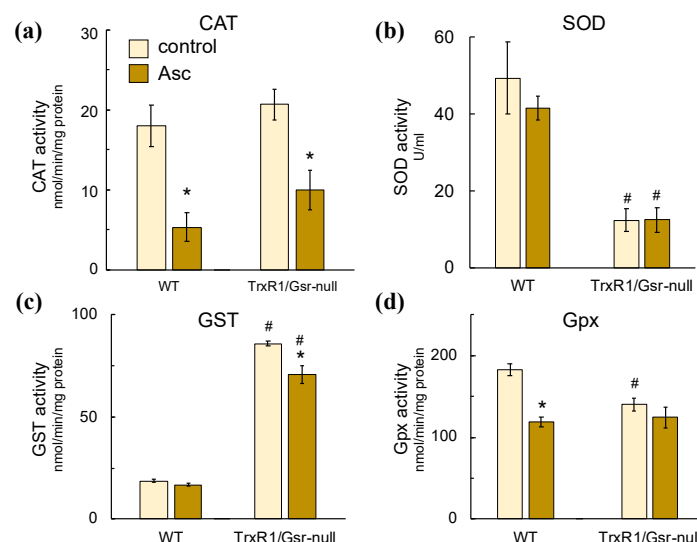 (a)
CAT
control
Asc
CAT activity
nmol/min/mg protein
30
20
10
0
*
*
WT
TrxR1/Gsr-null
(b)
SOD
SOD activity
U/ml
60
40
20
0
#
#
WT
TrxR1/Gsr-null
(c)
GST
GST activity
nmol/min/mg protein
100
50
0
#
#
*
WT
TrxR1/Gsr-null
(d)
Gpx
Gpx activity
nmol/min/mg protein
200
150
100
0
*
#
WT
TrxR1/Gsr-null